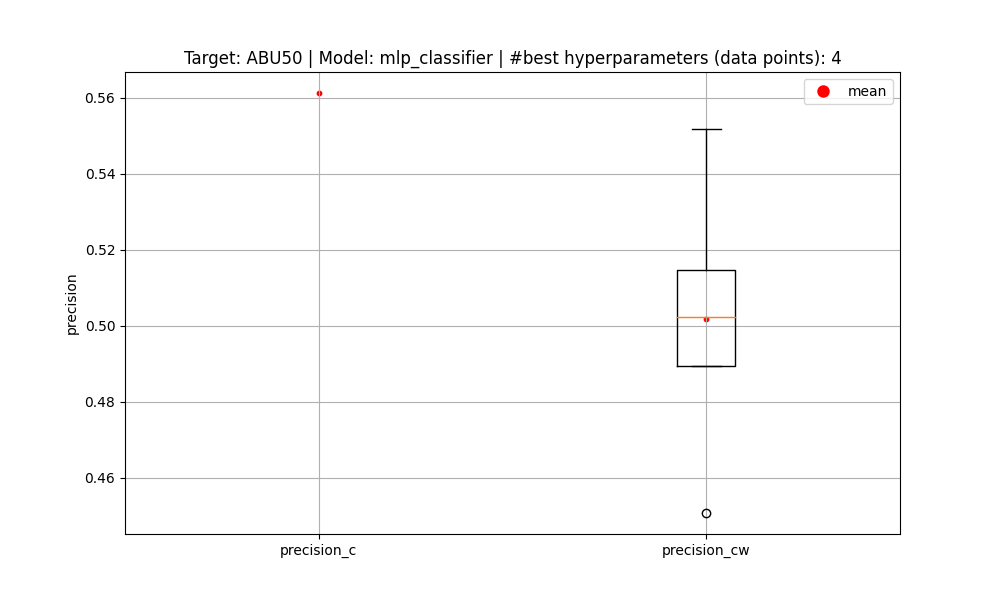 Target: ABU50 | Model: mlp_classifier | #best hyperparameters (data points): 4
mean
0.56
0.54
0.52
0.50
0.48
0.46
precision
precision_c
precision_cw